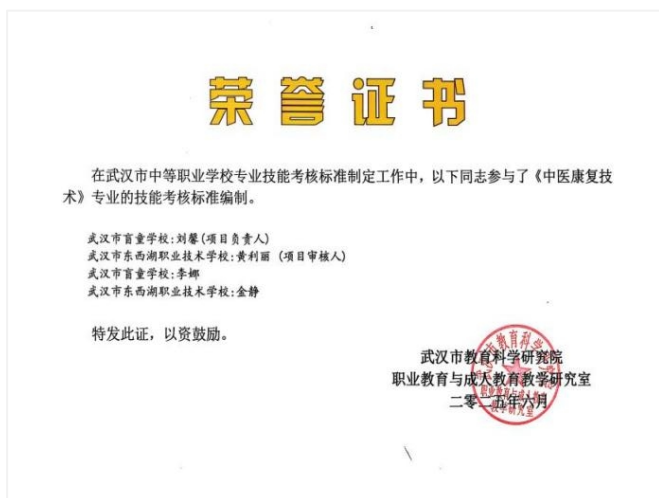 荣誉证书
在武汉市中等职业学校专业技能考核标准制定工作中，以下同志参与了《中医康复技
术》专业的技能考核标准编制。
武汉市盲童学校：刘馨(项目负责人)
武汉市东西湖职业技术学校：黄利丽 (项目审核人)
武汉市盲童学校：李娜
武汉市东西湖职业技术学校：金静
特发此证，以资鼓励。
武汉市教育科学研究院
职业教育与成人教育教学研究室
二零二五年六月